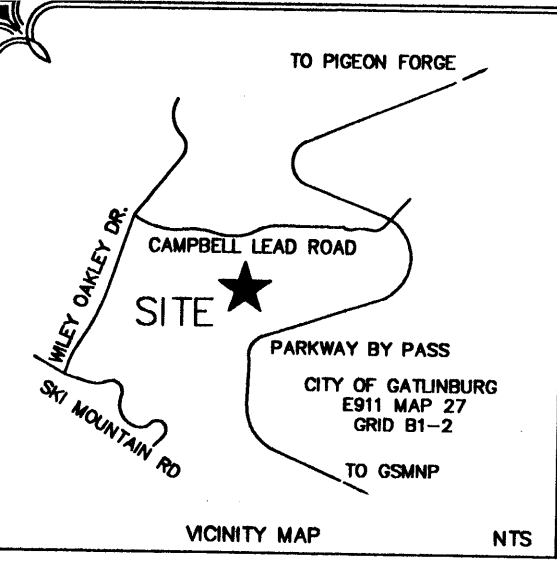 TO PIGEON FORGE
WILEY OAKLEY DR.
CAMPBELL LEAD ROAD
SITE
PARKWAY BY PASS
CITY OF GATLINBURG
E911 MAP 27
GRID B1-2
SKI MOUNTAIN RD
TO GSMNP
VICINITY MAP
NTS